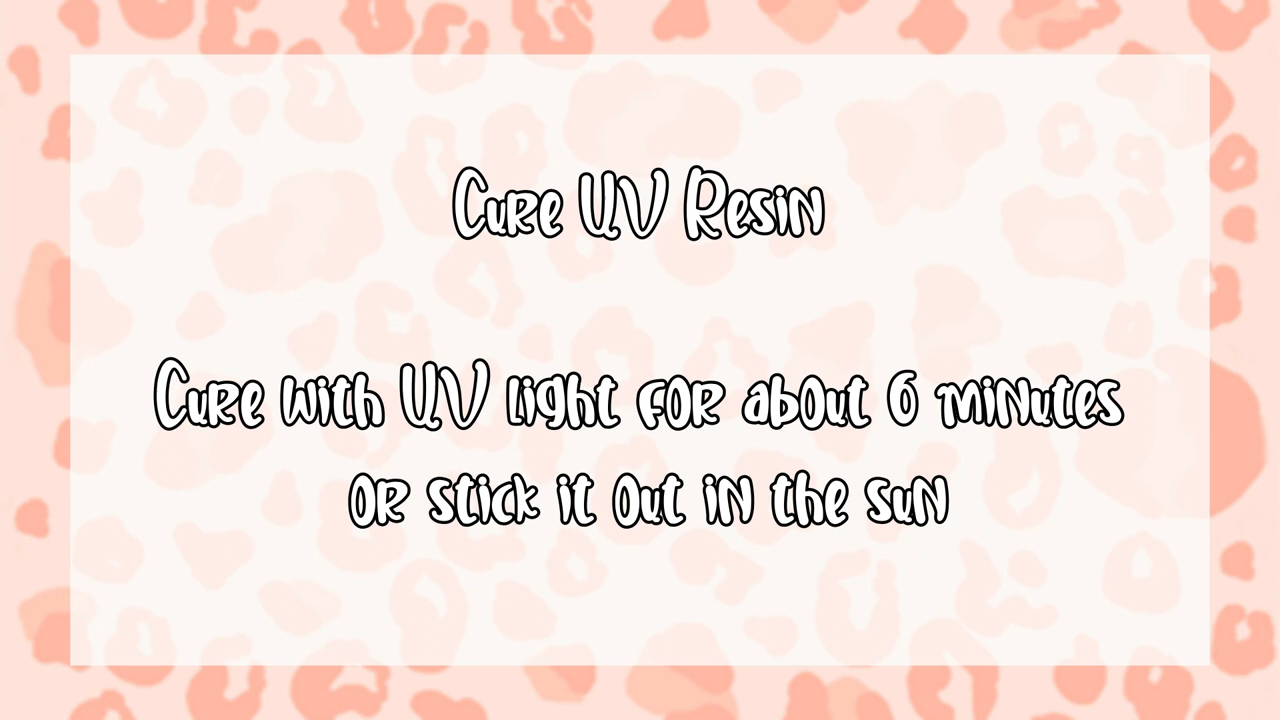 Cure UV Resin
Cure with UV light for about 6 minutes
or stick it out in the sun